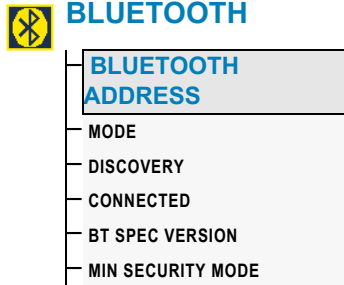 BLUETOOTH
BLUETOOTH
ADDRESS
MODE
DISCOVERY
CONNECTED
BT SPEC VERSION
MIN SECURITY MODE